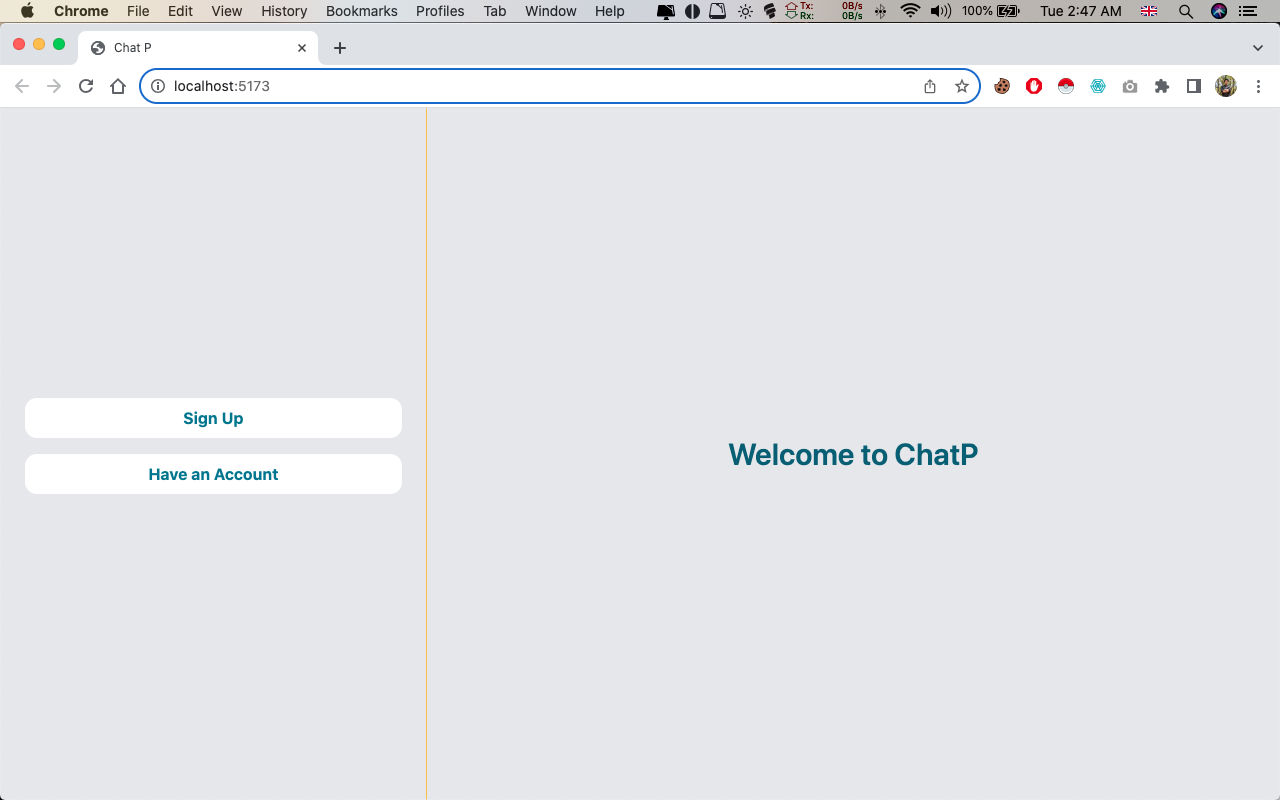 Chrome File Edit View History Bookmarks Profiles Tab Window Help Tx: 0B/s Rx: 0B/s 100% Tue 2:47 AM
Chat P
localhost:5173
Sign Up
Welcome to ChatP
Have an Account